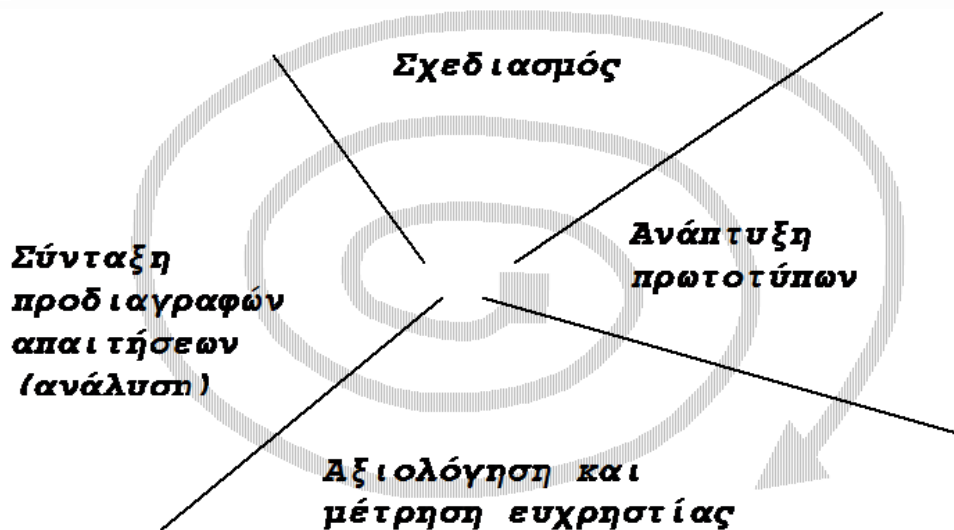 Σχεδιασμός
Ανάπτυξη
πρωτοτύπων
Σύνταξη
προδιαγραφών
απαιτήσεων
(ανάλυση)
Αξιολόγηση και
μέτρηση ευχρηστίας